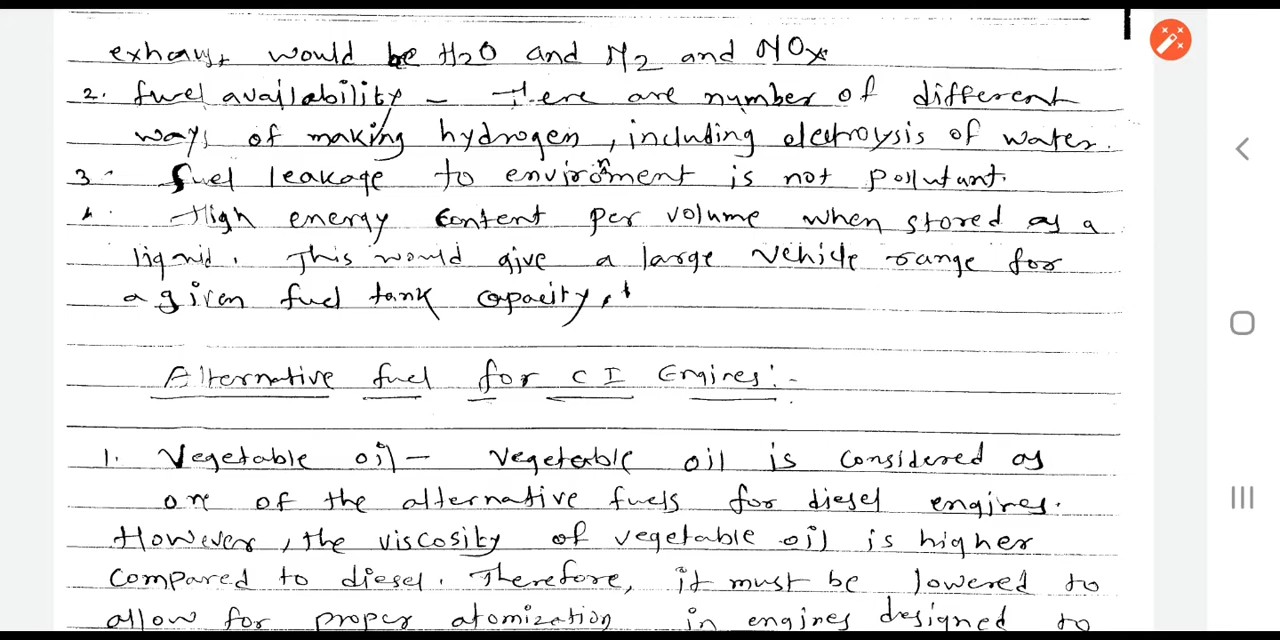 exhaust would be H2O and N2 and NOx
2. fuel availability - There are number of different
ways of making hydrogen, including electrolysis of water.
3. fuel leakage to environment is not pollutant.
4. High energy content per volume when stored as a
liquid. This would give a large vehicle range for
a given fuel tank capacity.
Alternative fuel for CI Engines:-
1. Vegetable oil - Vegetable oil is considered as
one of the alternative fuels for diesel engines.
However, the viscosity of vegetable oil is higher
compared to diesel. Therefore, it must be lowered to
allow for proper atomization in engines designed to